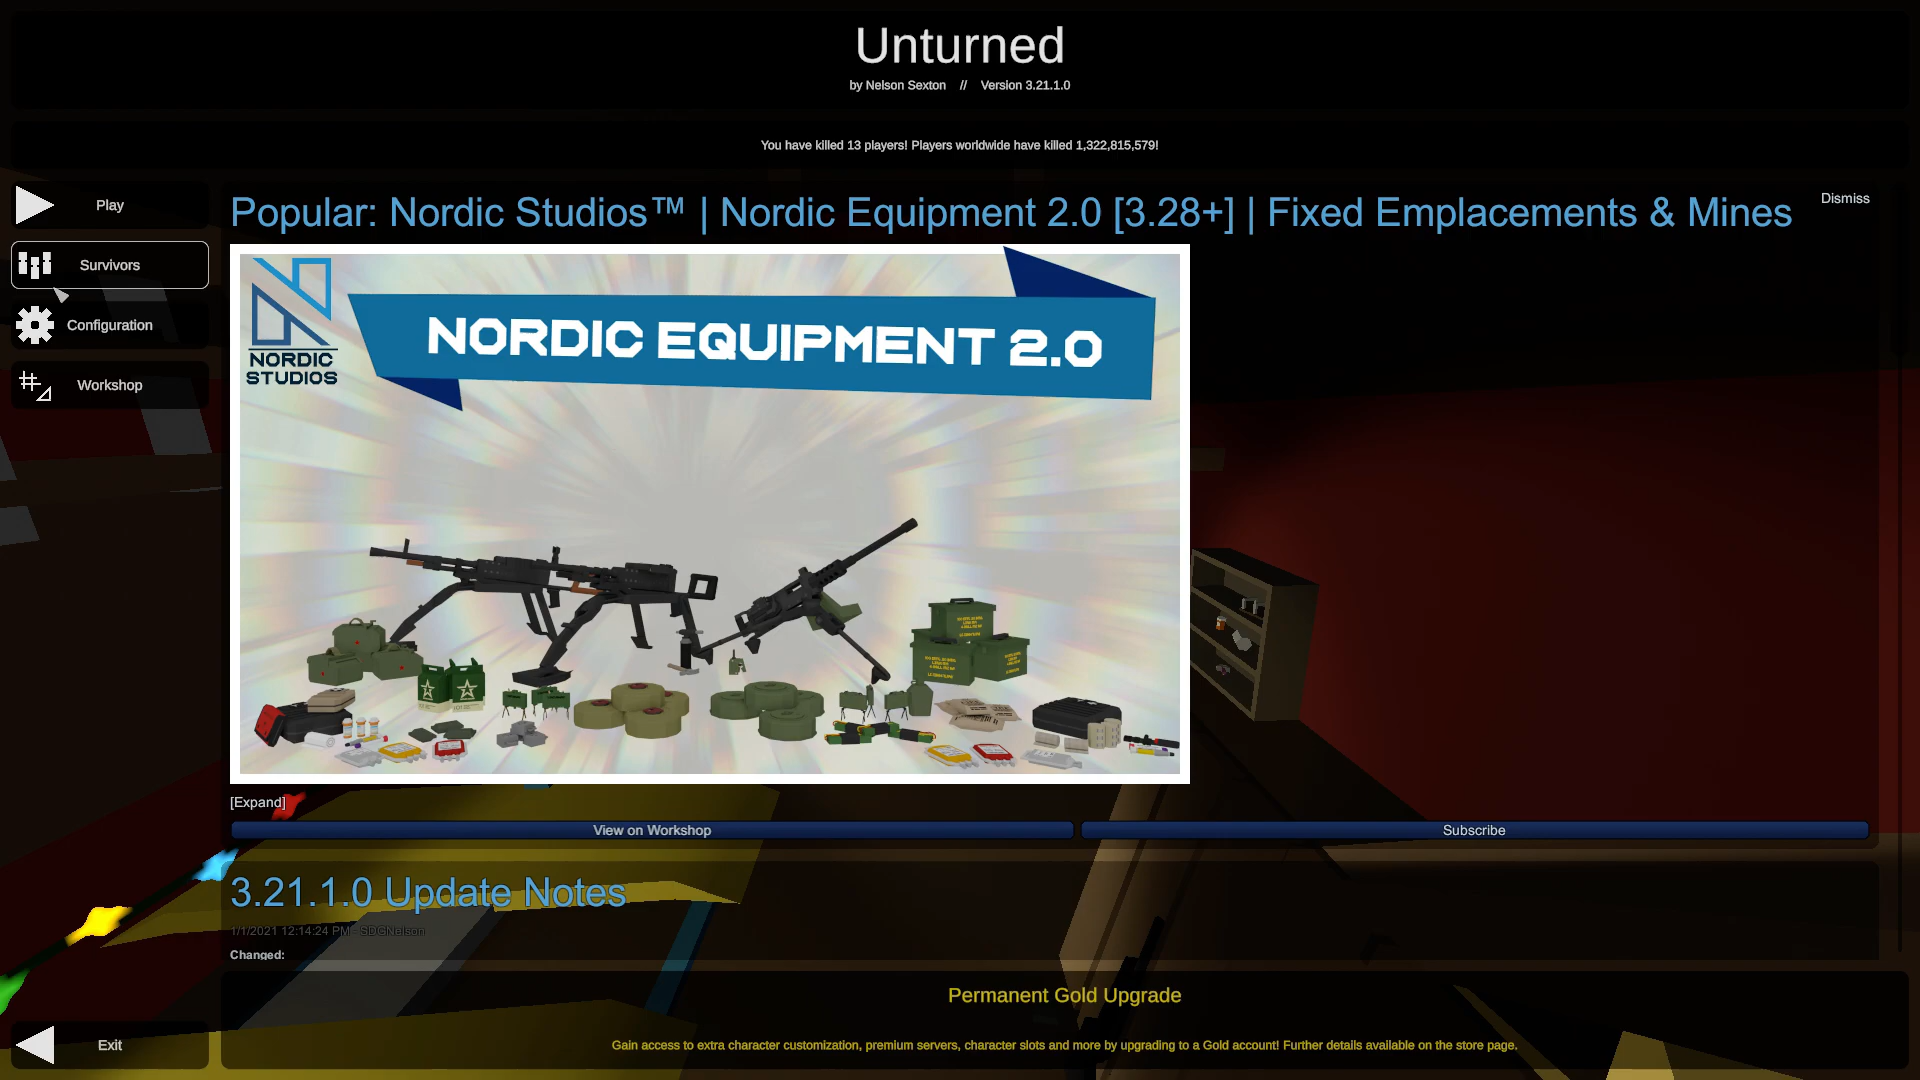 Unturned
by Nelson Sexton // Version 3.21.1.0
You have killed 13 players! Players worldwide have killed 1,322,815,579!
Play
Survivors
Configuration
Workshop
Popular: Nordic Studios™ | Nordic Equipment 2.0 [3.28+] | Fixed Emplacements & Mines
Dismiss
NORDIC
STUDIOS
NORDIC EQUIPMENT 2.0
[Expand]
View on Workshop
Subscribe
3.21.1.0 Update Notes
1/1/2021 12:14:24 PM - SDGNelson
Changed:
Permanent Gold Upgrade
Gain access to extra character customization, premium servers, character slots and more by upgrading to a Gold account! Further details available on the store page.
Exit